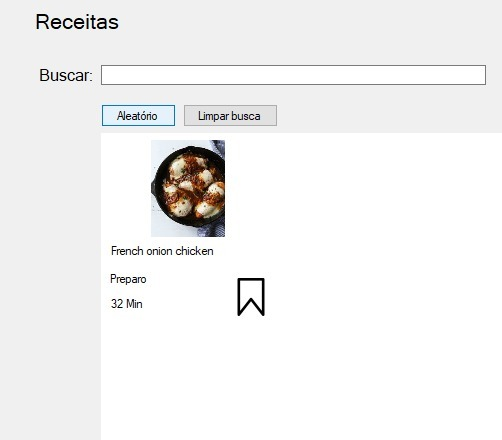 Receitas
Buscar:
Aleatório
Limpar busca
French onion chicken
Preparo
32 Min